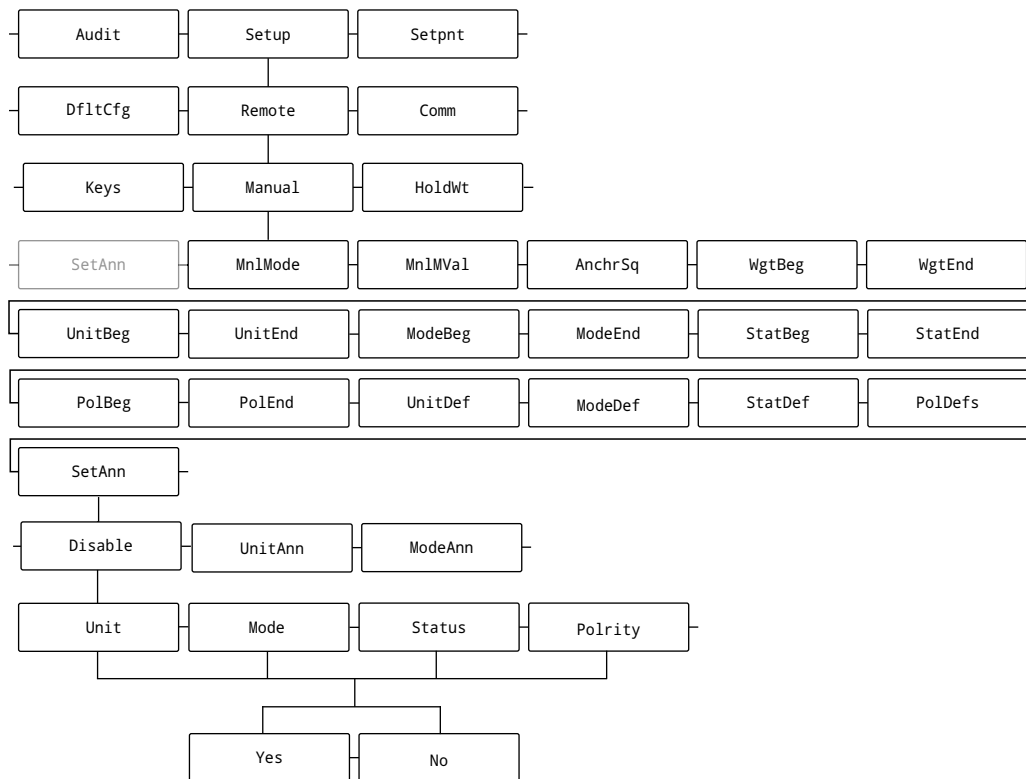 Audit Setup Setpnt
DfltCfg Remote Comm
Keys Manual HoldWt
SetAnn MnlMode MnlMVal AnchrSq WgtBeg WgtEnd
UnitBeg UnitEnd ModeBeg ModeEnd StatBeg StatEnd
PolBeg PolEnd UnitDef ModeDef StatDef PolDefs
SetAnn
Disable UnitAnn ModeAnn
Unit Mode Status Polrity
Yes No